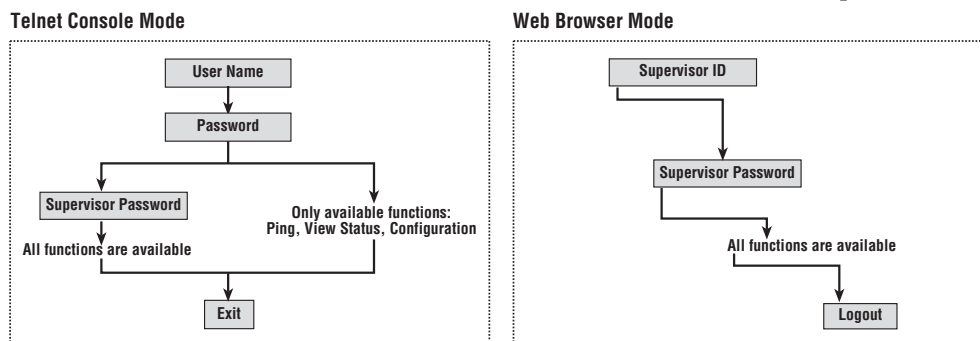 Telnet Console Mode
User Name
Password
Supervisor Password
All functions are available
Only available functions:
Ping, View Status, Configuration
Exit
Web Browser Mode
Supervisor ID
Supervisor Password
All functions are available
Logout